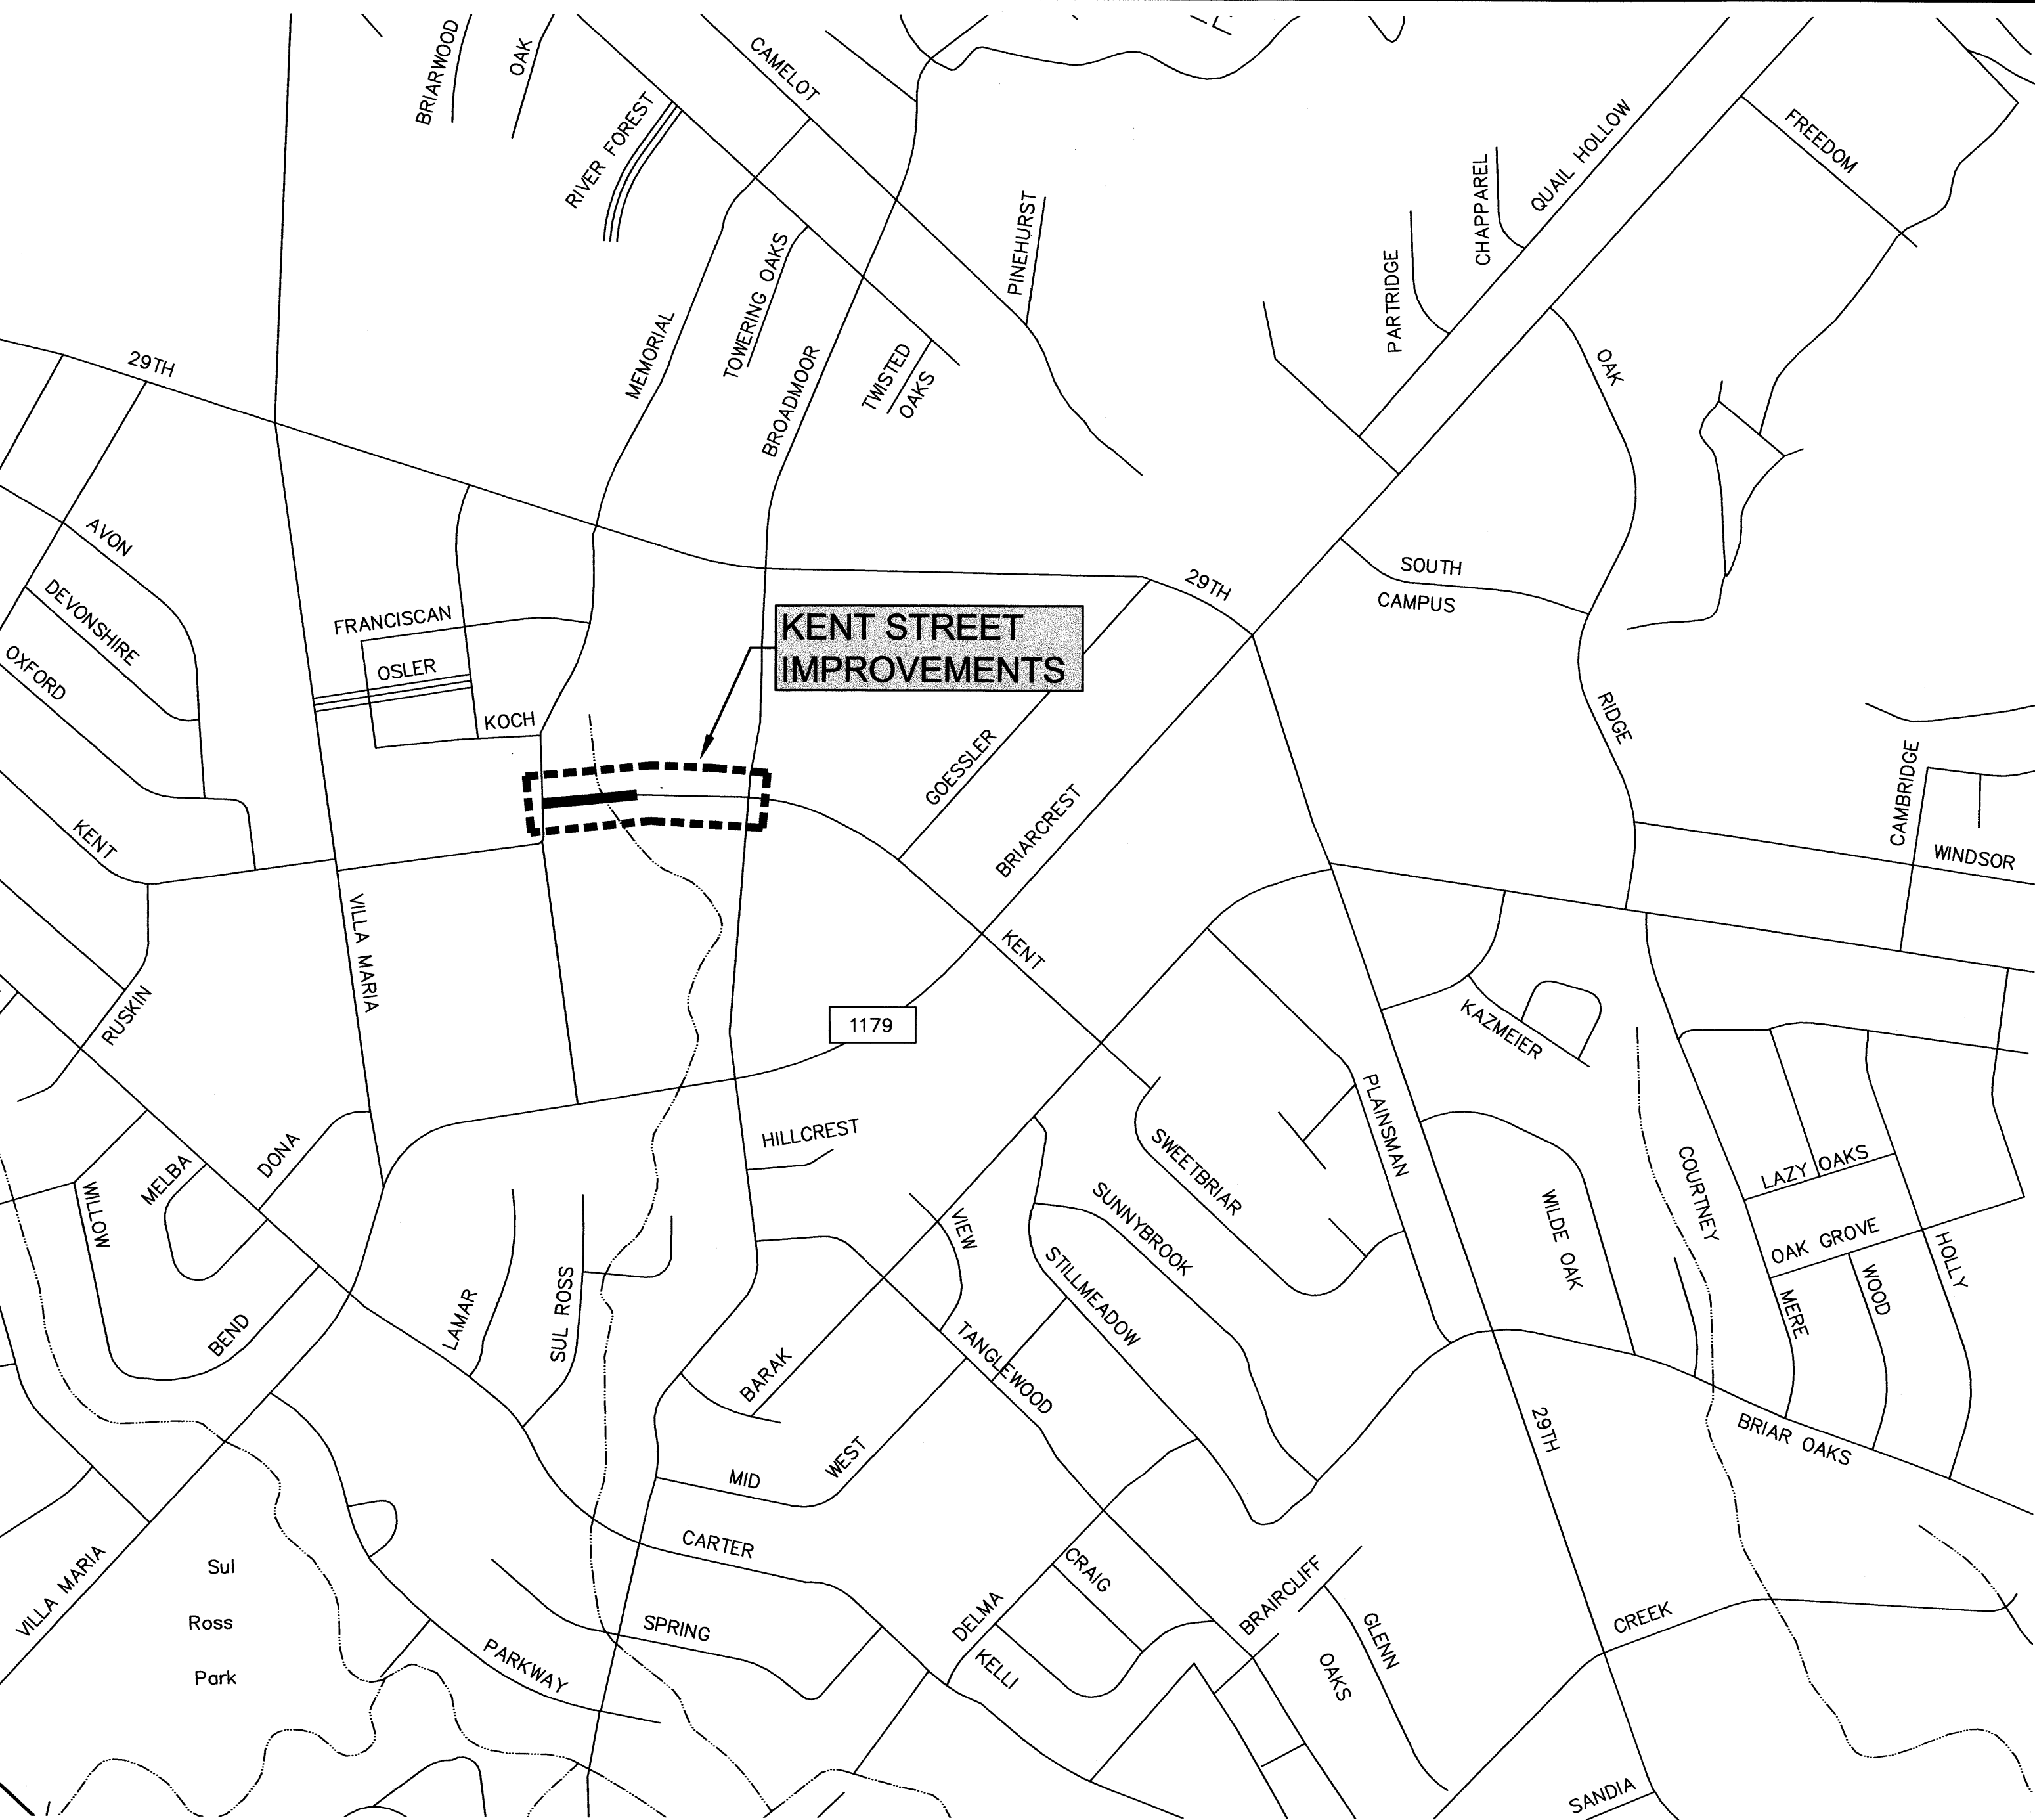 BRIARWOOD
OAK
CAMELOT
RIVER FOREST
QUAIL HOLLOW
FREEDOM
CHAPPAREL
PINEHURST
PARTRIDGE
TOWERING OAKS
MEMORIAL
BROADMOOR
TWISTED
OAKS
29TH
OAK
AVON
DEVONSHIRE
OXFORD
FRANCISCAN
OSLER
KOCH
KENT STREET
IMPROVEMENTS
29TH
SOUTH
CAMPUS
RIDGE
GOESSLER
BRIARCREST
CAMBRIDGE
WINDSOR
KENT
VILLA MARIA
RUSKIN
KENT
1179
KAZMEIER
PLAINSMAN
HILLCREST
DONA
MELBA
WILLOW
BEND
LAMAR
SUL ROSS
VIEW
SWEETBRIAR
SUNNYBROOK
STILLMEADOW
WILDE OAK
COURTNEY
LAZY OAKS
OAK GROVE
HOLLY
WOOD
MERE
BARAK
TANGLEWOOD
MID
WEST
29TH
BRIAR OAKS
CARTER
VILLA MARIA
Sul
Ross
Park
SPRING
PARKWAY
DELMA
CRAIG
KELLI
BRAIRCLIFF
GLENN
OAKS
CREEK
SANDIA